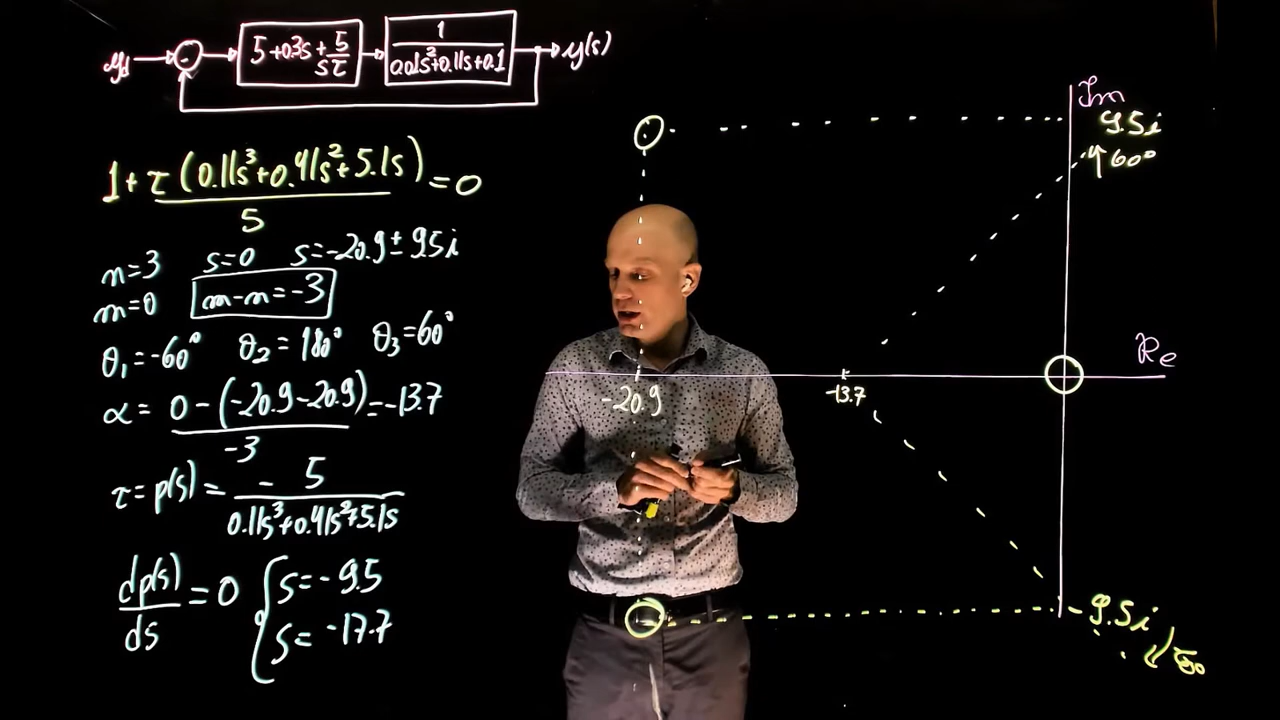 yd 5+0.3s+5/sτ 1/0.01s²+0.11s+0.1 y(s)
1+τ(0.11s³+0.41s²+5.1s)/5=0
n=3 s=0 s=-20.9±9.5i
m=0 m-n=-3
θ₁=-60° θ₂=180° θ₃=60°
α=0-(-20.9-20.9)/-3=-13.7
τ=p(s)=-5/0.11s³+0.41s²+5.1s
dp(s)/ds=0 s=-9.5
s=-17.7
Im
9.5i
60°
Re
-20.9
-13.7
-9.5i